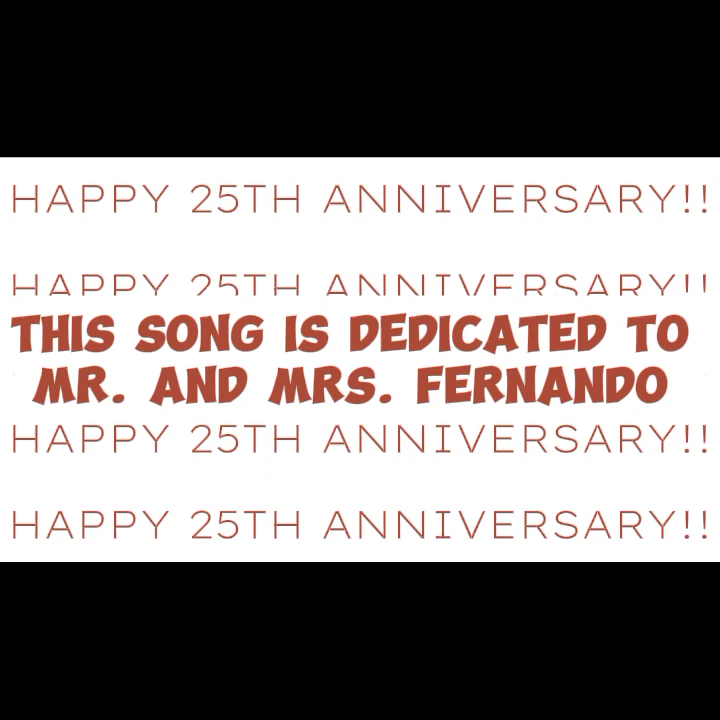 HAPPY 25TH ANNIVERSARY!!
HAPPY 25TH ANNIVERSARY!!
THIS SONG IS DEDICATED TO
MR. AND MRS. FERNANDO
HAPPY 25TH ANNIVERSARY!!
HAPPY 25TH ANNIVERSARY!!